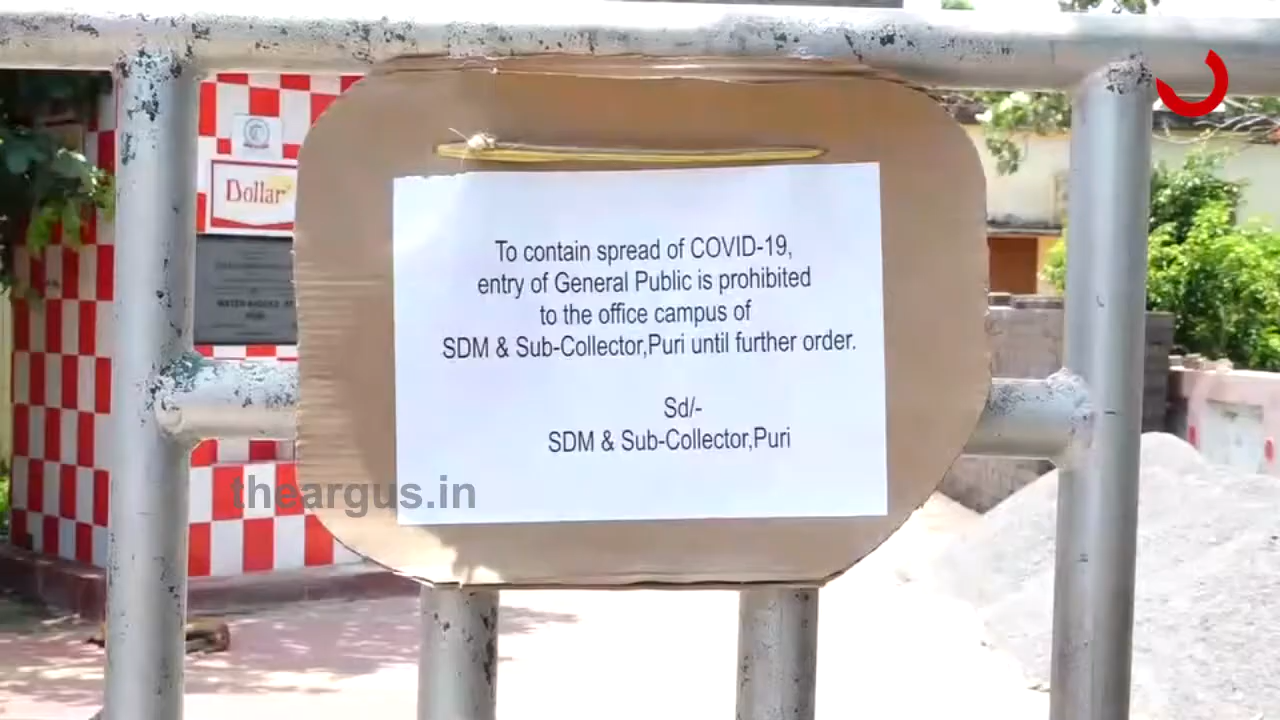 Dollar
To contain spread of COVID-19,
entry of General Public is prohibited
to the office campus of
SDM & Sub-Collector,Puri until further order.
Sd/-
SDM & Sub-Collector,Puri
theargus.in